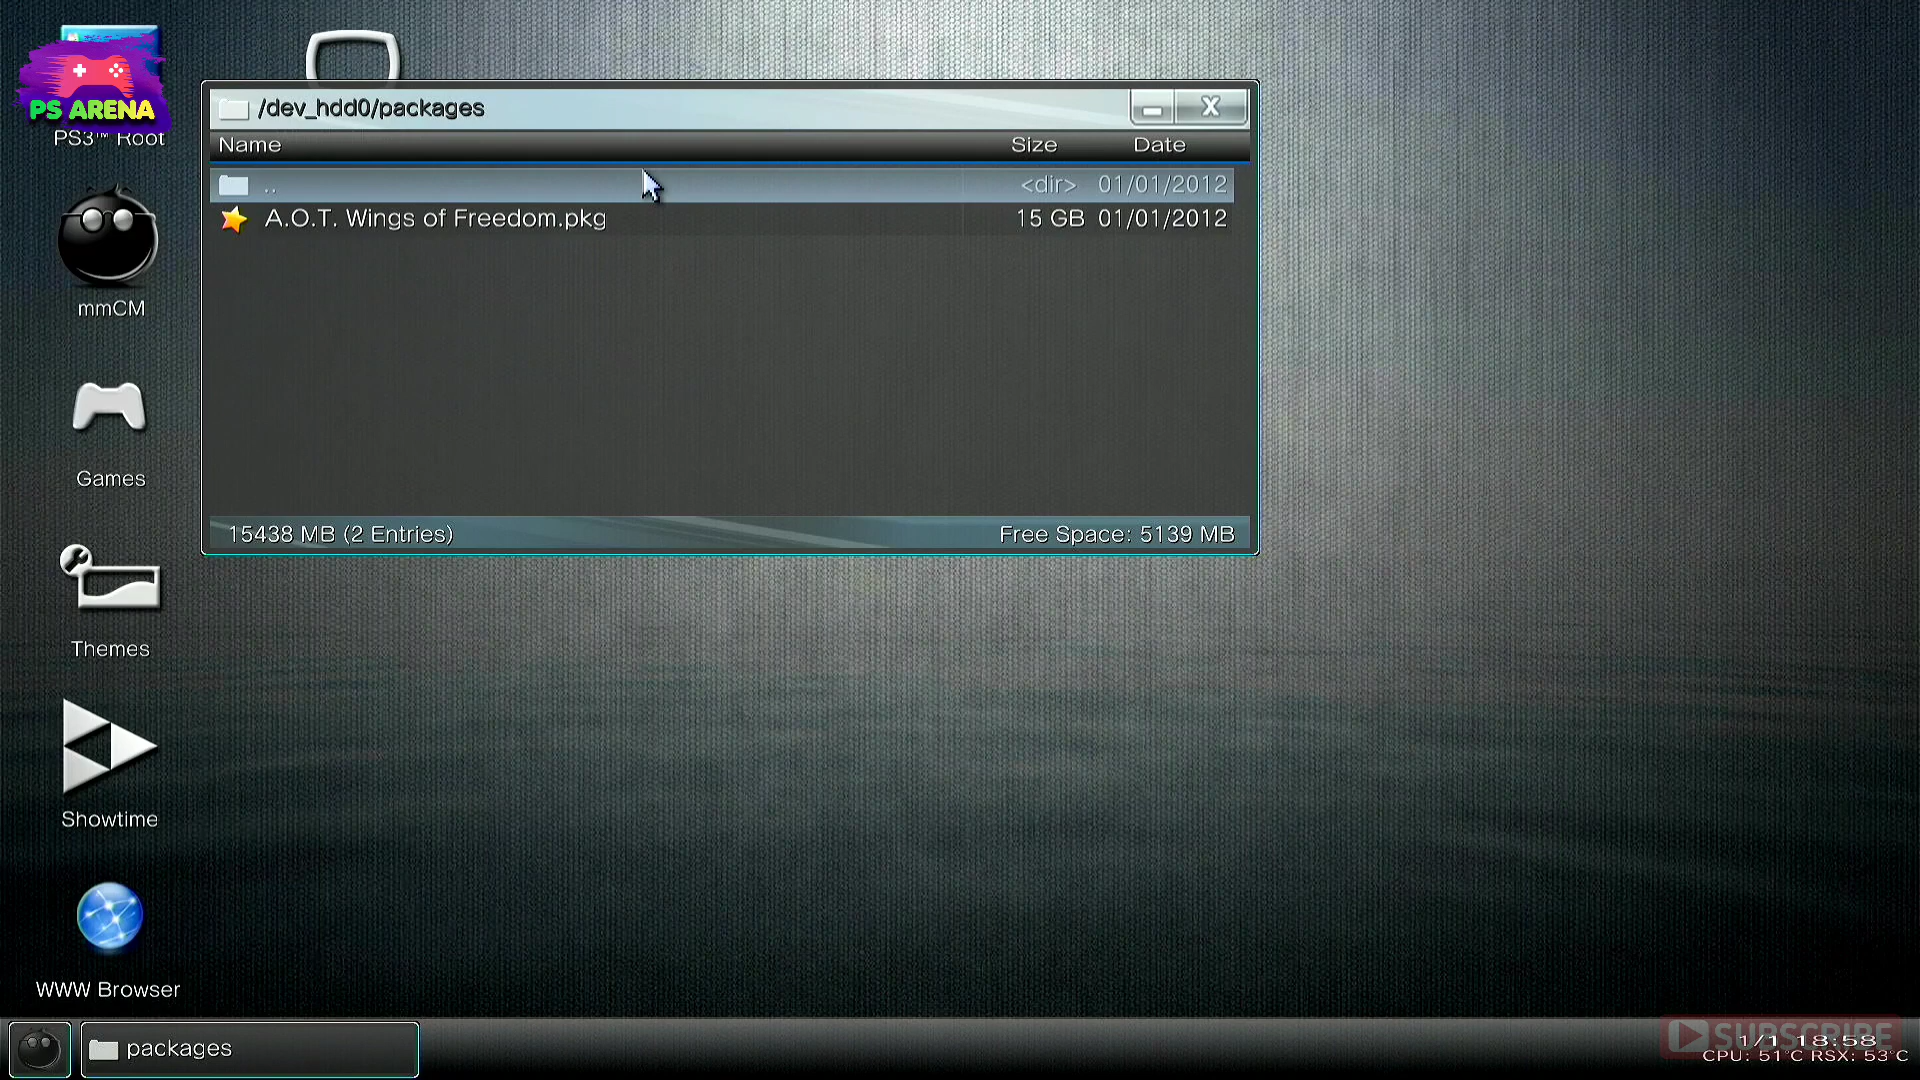 PS ARENA
PS3™ Root
mmCM
Games
Themes
Showtime
WWW Browser
/dev_hdd0/packages
X
Name Size Date
.. <dir> 01/01/2012
A.O.T. Wings of Freedom.pkg 15 GB 01/01/2012
15438 MB (2 Entries) Free Space: 5139 MB
packages
SUBSCRIBE
1/1 18:58
CPU: 51°C RSX: 53°C